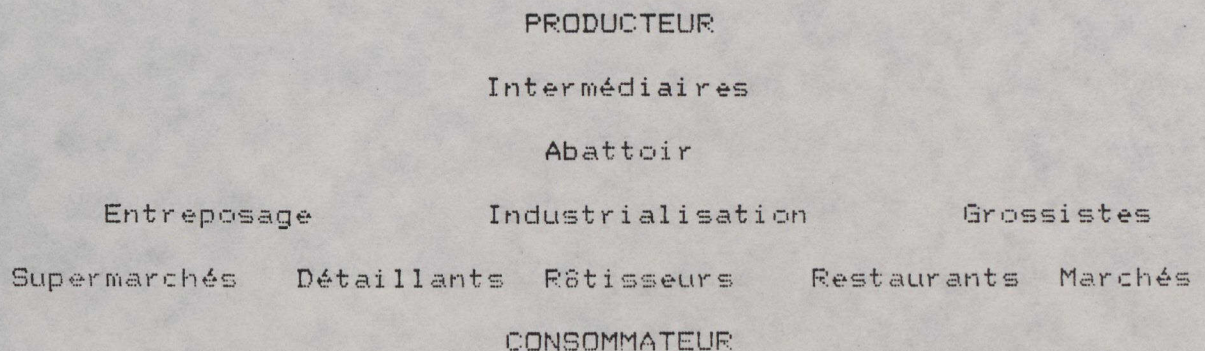 PRODUCTEUR
Intermédiaires
Abattoir
Entreposage Industrialisation Grossistes
Supermarchés Détaillants Rôtisseurs Restaurants Marchés
CONSOMMATEUR